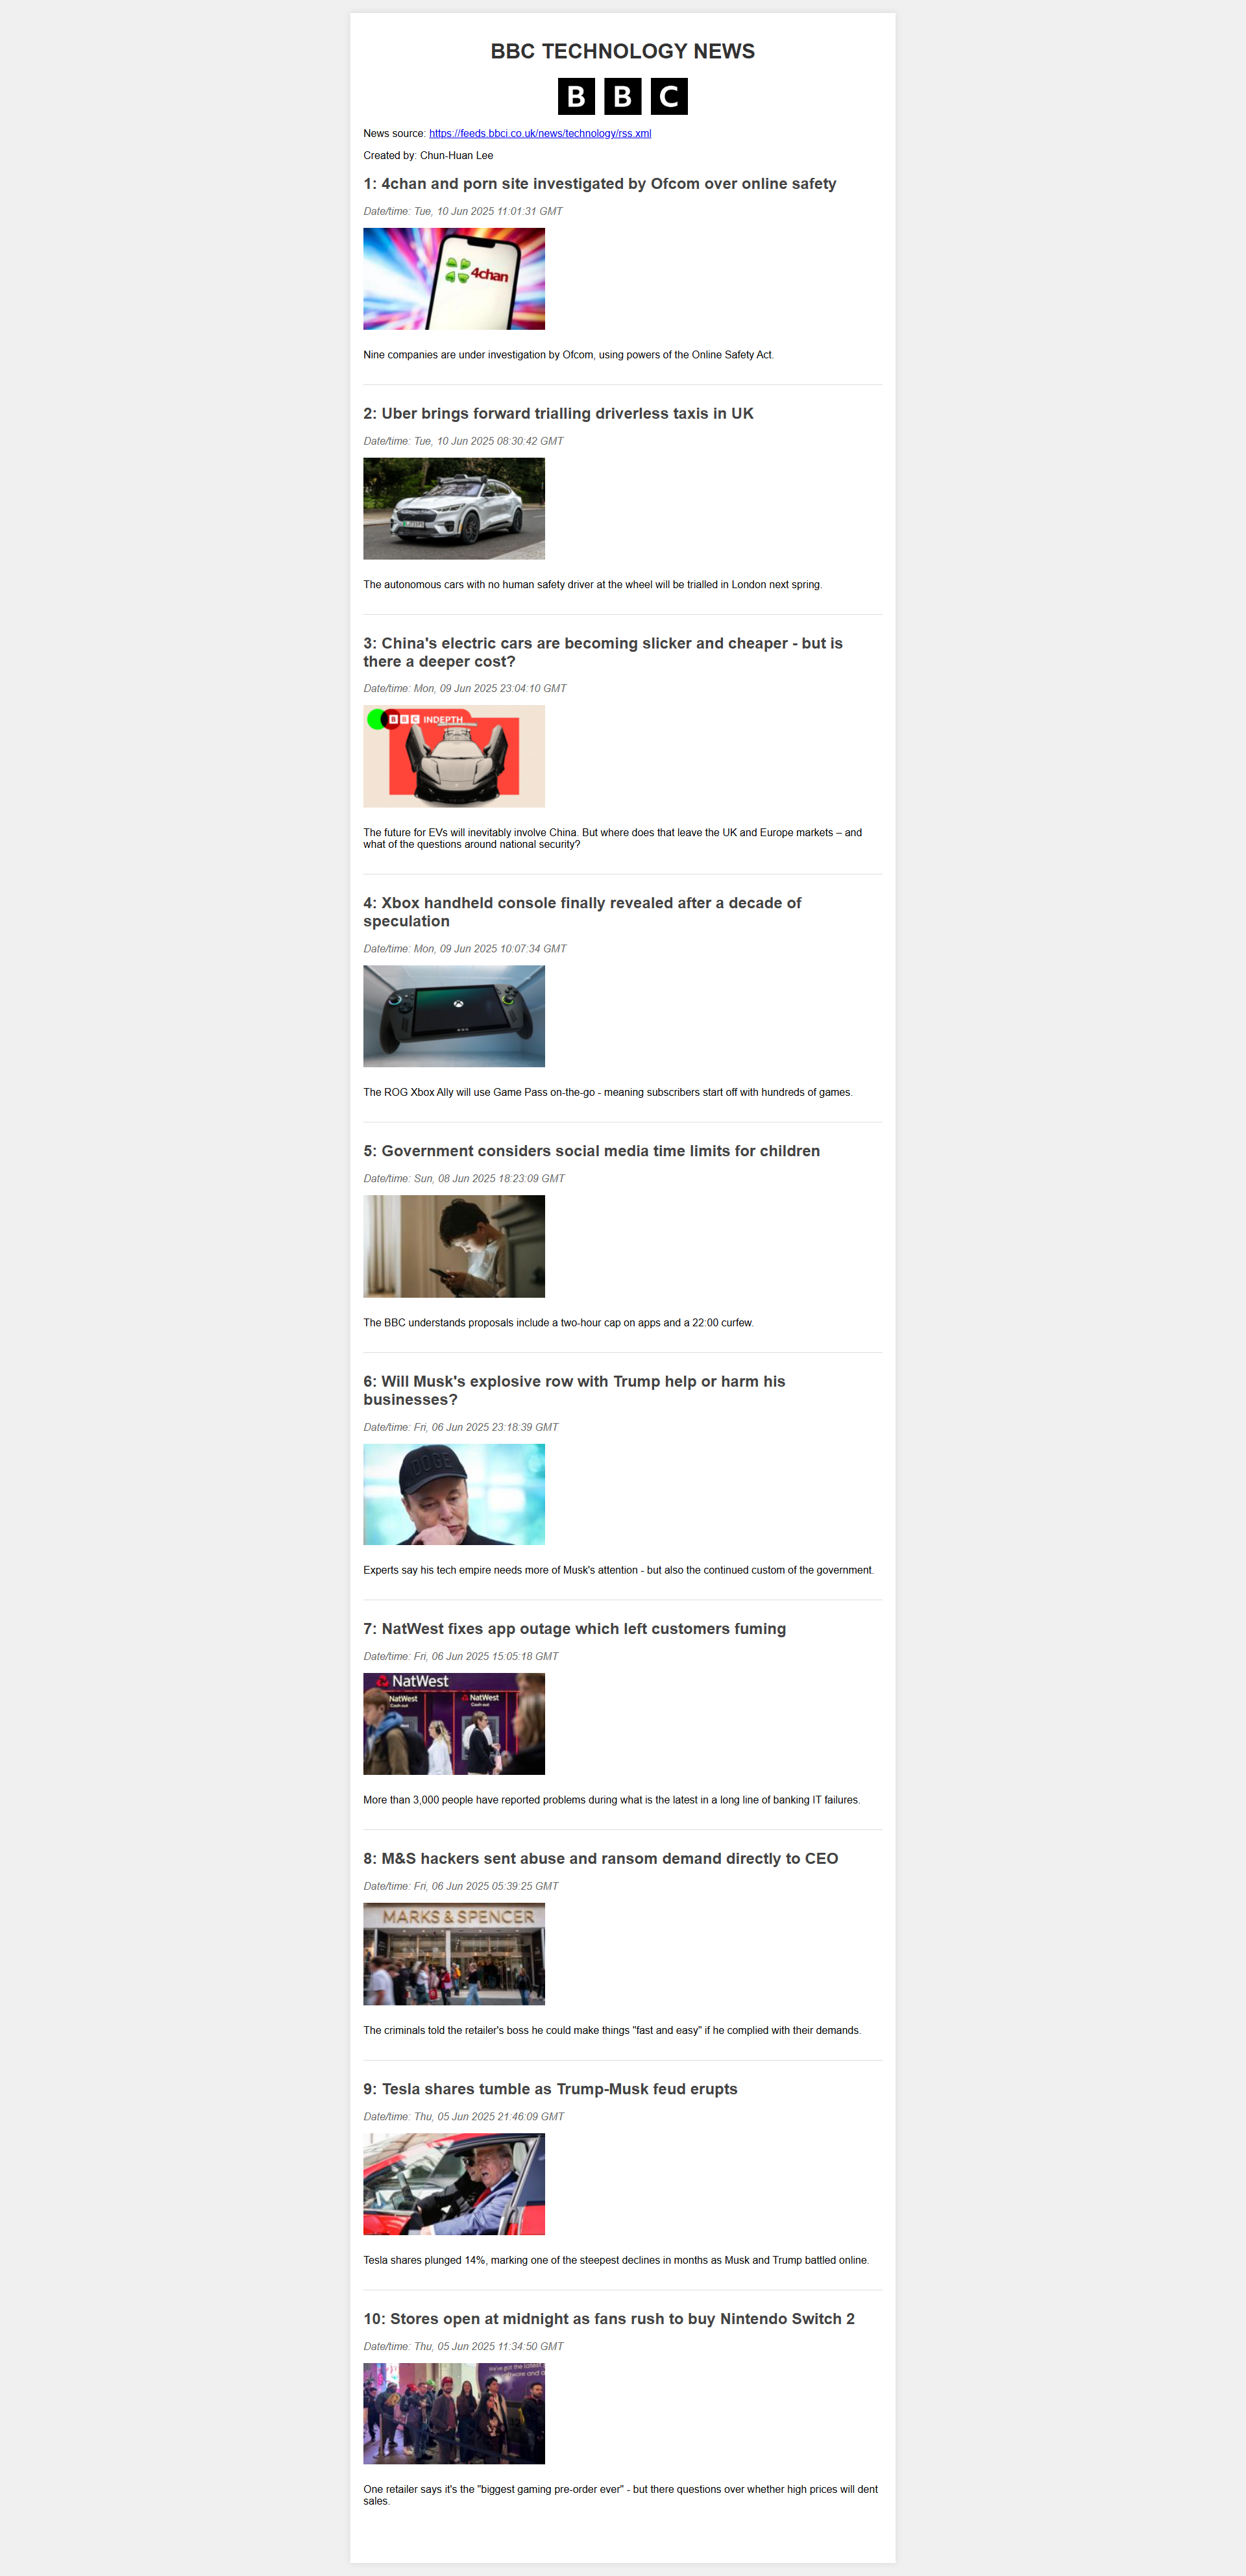 BBC TECHNOLOGY NEWS
B B C
News source: https://feeds.bbci.co.uk/news/technology/rss.xml
Created by: Chun-Huan Lee
1: 4chan and porn site investigated by Ofcom over online safety
Date/time: Tue, 10 Jun 2025 11:01:31 GMT
4chan
Nine companies are under investigation by Ofcom, using powers of the Online Safety Act.
2: Uber brings forward trialling driverless taxis in UK
Date/time: Tue, 10 Jun 2025 08:30:42 GMT
The autonomous cars with no human safety driver at the wheel will be trialled in London next spring.
3: China's electric cars are becoming slicker and cheaper - but is
there a deeper cost?
Date/time: Mon, 09 Jun 2025 23:04:10 GMT
BBC INDEPTH
The future for EVs will inevitably involve China. But where does that leave the UK and Europe markets – and
what of the questions around national security?
4: Xbox handheld console finally revealed after a decade of
speculation
Date/time: Mon, 09 Jun 2025 10:07:34 GMT
The ROG Xbox Ally will use Game Pass on-the-go - meaning subscribers start off with hundreds of games.
5: Government considers social media time limits for children
Date/time: Sun, 08 Jun 2025 18:23:09 GMT
The BBC understands proposals include a two-hour cap on apps and a 22:00 curfew.
6: Will Musk's explosive row with Trump help or harm his
businesses?
Date/time: Fri, 06 Jun 2025 23:18:39 GMT
DOGE
Experts say his tech empire needs more of Musk's attention - but also the continued custom of the government.
7: NatWest fixes app outage which left customers fuming
Date/time: Fri, 06 Jun 2025 15:05:18 GMT
NatWest
NatWest
Cash out
NatWest
Cash out
More than 3,000 people have reported problems during what is the latest in a long line of banking IT failures.
8: M&S hackers sent abuse and ransom demand directly to CEO
Date/time: Fri, 06 Jun 2025 05:39:25 GMT
MARKS & SPENCER
The criminals told the retailer's boss he could make things "fast and easy" if he complied with their demands.
9: Tesla shares tumble as Trump-Musk feud erupts
Date/time: Thu, 05 Jun 2025 21:46:09 GMT
Tesla shares plunged 14%, marking one of the steepest declines in months as Musk and Trump battled online.
10: Stores open at midnight as fans rush to buy Nintendo Switch 2
Date/time: Thu, 05 Jun 2025 11:34:50 GMT
We've got the latest
One retailer says it's the "biggest gaming pre-order ever" - but there questions over whether high prices will dent
sales.